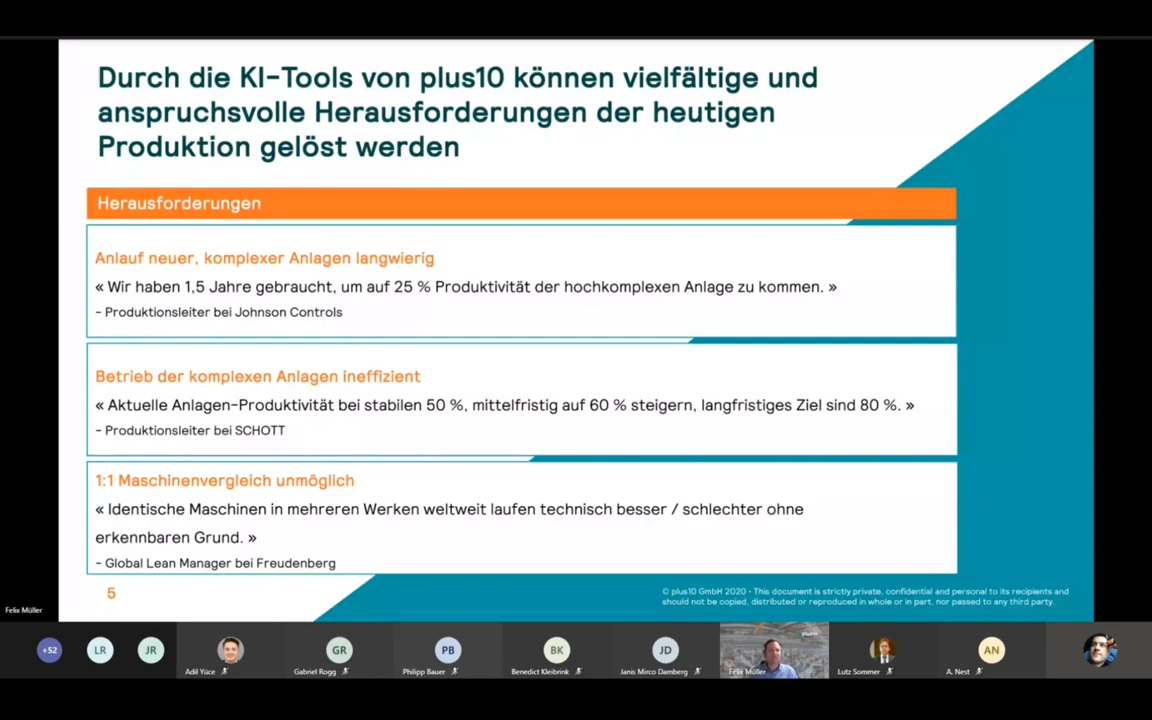 Durch die KI-Tools von plus10 können vielfältige und
anspruchsvolle Herausforderungen der heutigen
Produktion gelöst werden
Herausforderungen
Anlauf neuer, komplexer Anlagen langwierig
« Wir haben 1,5 Jahre gebraucht, um auf 25 % Produktivität der hochkomplexen Anlage zu kommen. »
- Produktionsleiter bei Johnson Controls
Betrieb der komplexen Anlagen ineffizient
« Aktuelle Anlagen-Produktivität bei stabilen 50 %, mittelfristig auf 60 % steigern, langfristiges Ziel sind 80 %. »
- Produktionsleiter bei SCHOTT
1:1 Maschinenvergleich unmöglich
« Identische Maschinen in mehreren Werken weltweit laufen technisch besser / schlechter ohne
erkennbaren Grund. »
- Global Lean Manager bei Freudenberg
5
© plus10 GmbH 2020 - This document is strictly private, confidential and personal to its recipients and
should not be copied, distributed or reproduced in whole or in part, nor passed to any third party.
Felix Müller
+52
LR
JR
Adil Yüce
GR
Gabriel Rogg
PB
Philipp Bauer
BK
Benedict Kleibrink
JD
Janis Mirco Damberg
plus10
Felix Müller
Lutz Sommer
AN
A. Nest